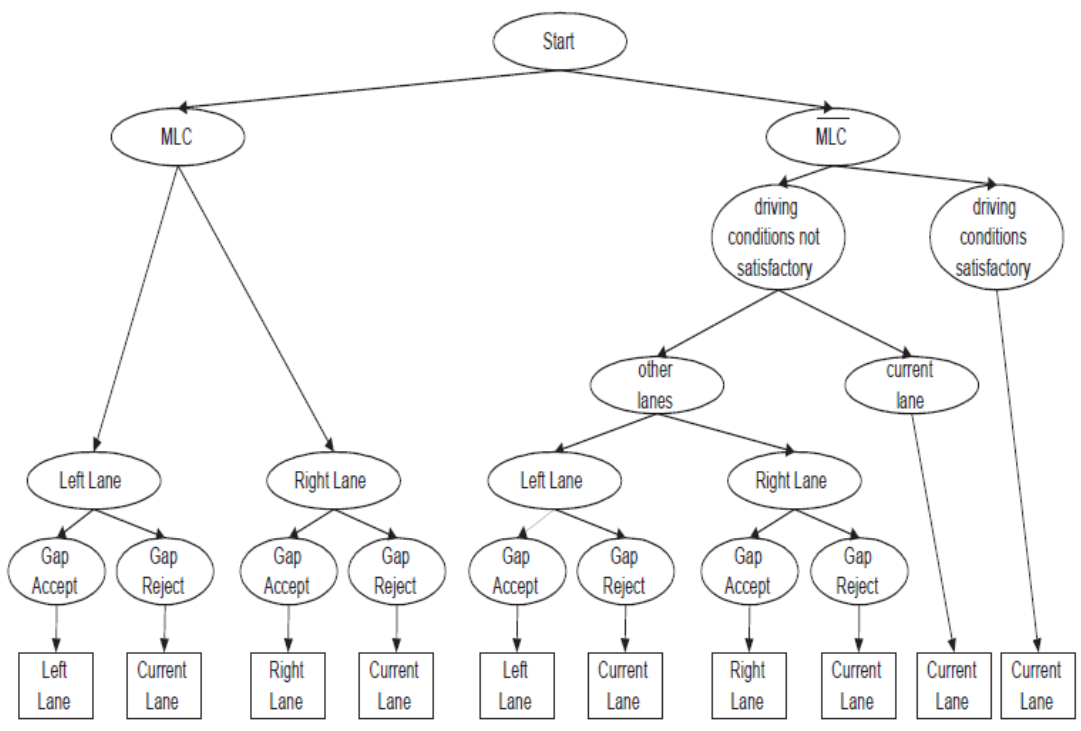 Start
MLC
M̅L̅C̅
driving
conditions not
satisfactory
driving
conditions
satisfactory
other
lanes
current
lane
Left Lane
Right Lane
Left Lane
Right Lane
Gap
Accept
Gap
Reject
Gap
Accept
Gap
Reject
Gap
Accept
Gap
Reject
Gap
Accept
Gap
Reject
Left
Lane
Current
Lane
Right
Lane
Current
Lane
Left
Lane
Current
Lane
Right
Lane
Current
Lane
Current
Lane
Current
Lane